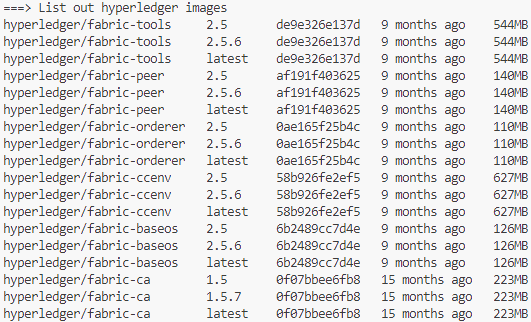 ===> List out hyperledger images
hyperledger/fabric-tools 2.5 de9e326e137d 9 months ago 544MB
hyperledger/fabric-tools 2.5.6 de9e326e137d 9 months ago 544MB
hyperledger/fabric-tools latest de9e326e137d 9 months ago 544MB
hyperledger/fabric-peer 2.5 af191f403625 9 months ago 140MB
hyperledger/fabric-peer 2.5.6 af191f403625 9 months ago 140MB
hyperledger/fabric-peer latest af191f403625 9 months ago 140MB
hyperledger/fabric-orderer 2.5 0ae165f25b4c 9 months ago 110MB
hyperledger/fabric-orderer 2.5.6 0ae165f25b4c 9 months ago 110MB
hyperledger/fabric-orderer latest 0ae165f25b4c 9 months ago 110MB
hyperledger/fabric-ccenv 2.5 58b926fe2ef5 9 months ago 627MB
hyperledger/fabric-ccenv 2.5.6 58b926fe2ef5 9 months ago 627MB
hyperledger/fabric-ccenv latest 58b926fe2ef5 9 months ago 627MB
hyperledger/fabric-baseos 2.5 6b2489cc7d4e 9 months ago 126MB
hyperledger/fabric-baseos 2.5.6 6b2489cc7d4e 9 months ago 126MB
hyperledger/fabric-baseos latest 6b2489cc7d4e 9 months ago 126MB
hyperledger/fabric-ca 1.5 0f07bbee6fb8 15 months ago 223MB
hyperledger/fabric-ca 1.5.7 0f07bbee6fb8 15 months ago 223MB
hyperledger/fabric-ca latest 0f07bbee6fb8 15 months ago 223MB